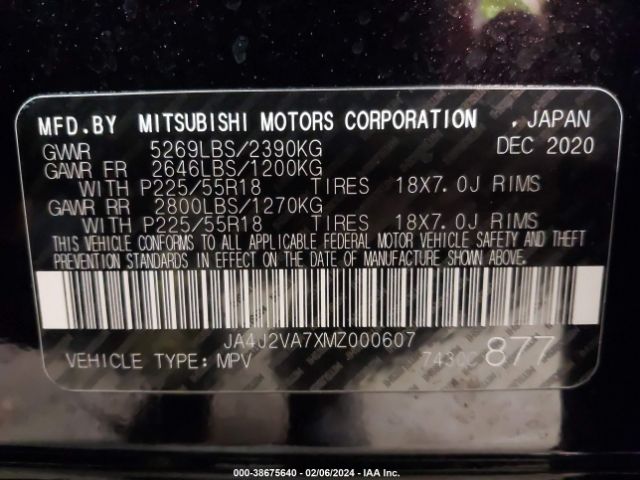 MFD.BY MITSUBISHI MOTORS CORPORATION , JAPAN
GVWR 5269LBS/2390KG DEC 2020
GAWR FR 2646LBS/1200KG
WITH P225/55R18 TIRES 18X7.0J RIMS
GAWR RR 2800LBS/1270KG
WITH P225/55R18 TIRES 18X7.0J RIMS
THIS VEHICLE CONFORMS TO ALL APPLICABLE FEDERAL MOTOR VEHICLE SAFETY AND THEFT
PREVENTION STANDARDS IN EFFECT ON THE DATE OF MANUFACTURE SHOWN ABOVE.
JA4J2VA7XMZ000607
VEHICLE TYPE: MPV 877
000-38675640 - 02/06/2024 - IAA Inc.